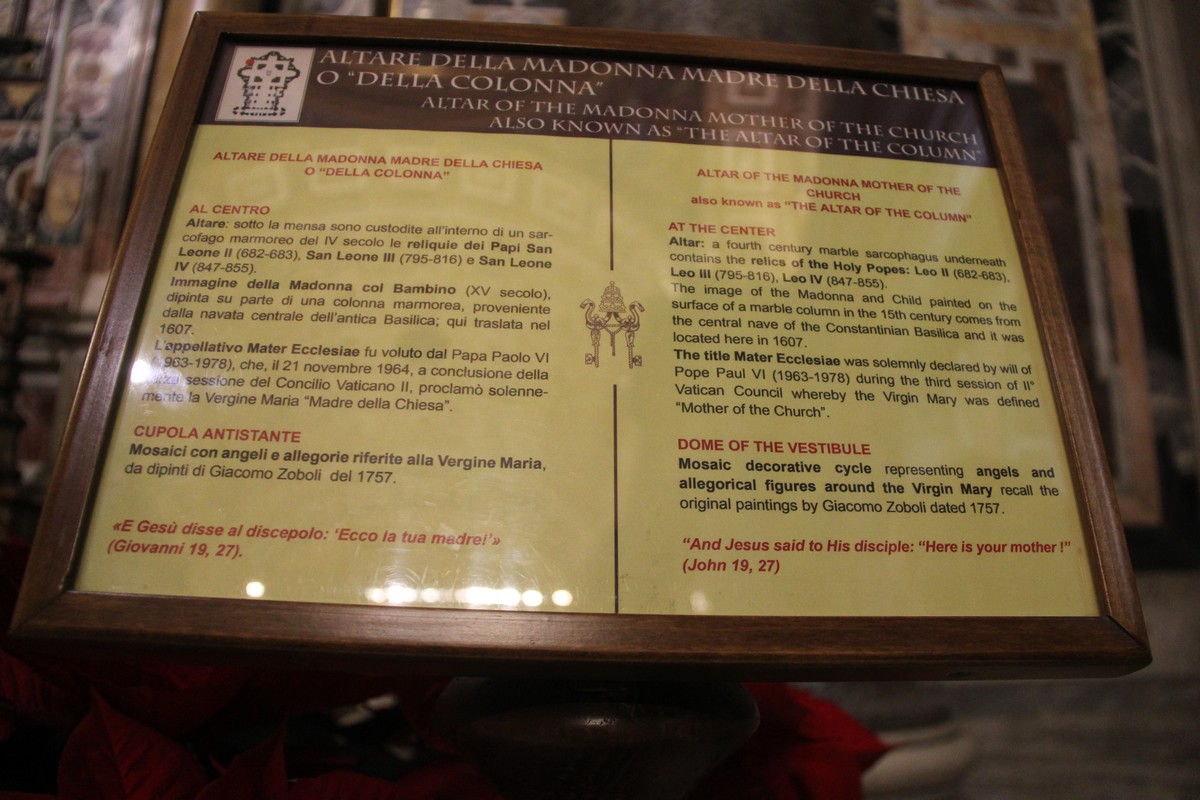 ALTARE DELLA MADONNA MADRE DELLA CHIESA
O "DELLA COLONNA"
ALTAR OF THE MADONNA MOTHER OF THE CHURCH
ALSO KNOWN AS "THE ALTAR OF THE COLUMN"
ALTARE DELLA MADONNA MADRE DELLA CHIESA
O "DELLA COLONNA"
AL CENTRO
Altare: sotto la mensa sono custodite all'interno di un sar-
cofago marmoreo del IV secolo le reliquie dei Papi San
Leone II (682-683), San Leone III (795-816) e San Leone
IV (847-855).
Immagine della Madonna col Bambino (XV secolo),
dipinta su parte di una colonna marmorea, proveniente
dalla navata centrale dell'antica Basilica; qui traslata nel
1607.
L'appellativo Mater Ecclesiae fu voluto dal Papa Paolo VI
(1963-1978), che, il 21 novembre 1964, a conclusione della
sessione del Concilio Vaticano II, proclamò solenne-
mente la Vergine Maria "Madre della Chiesa".
CUPOLA ANTISTANTE
Mosaici con angeli e allegorie riferite alla Vergine Maria,
da dipinti di Giacomo Zoboli del 1757.
«E Gesù disse al discepolo: 'Ecco la tua madre!'»
(Giovanni 19, 27).
ALTAR OF THE MADONNA MOTHER OF THE
CHURCH
also known as "THE ALTAR OF THE COLUMN"
AT THE CENTER
Altar: a fourth century marble sarcophagus underneath
contains the relics of the Holy Popes: Leo II (682-683),
Leo III (795-816), Leo IV (847-855).
The image of the Madonna and Child painted on the
surface of a marble column in the 15th century comes from
the central nave of the Constantinian Basilica and it was
located here in 1607.
The title Mater Ecclesiae was solemnly declared by will of
Pope Paul VI (1963-1978) during the third session of II°
Vatican Council whereby the Virgin Mary was defined
"Mother of the Church".
DOME OF THE VESTIBULE
Mosaic decorative cycle representing angels and
allegorical figures around the Virgin Mary recall the
original paintings by Giacomo Zoboli dated 1757.
"And Jesus said to His disciple: "Here is your mother !"
(John 19, 27)